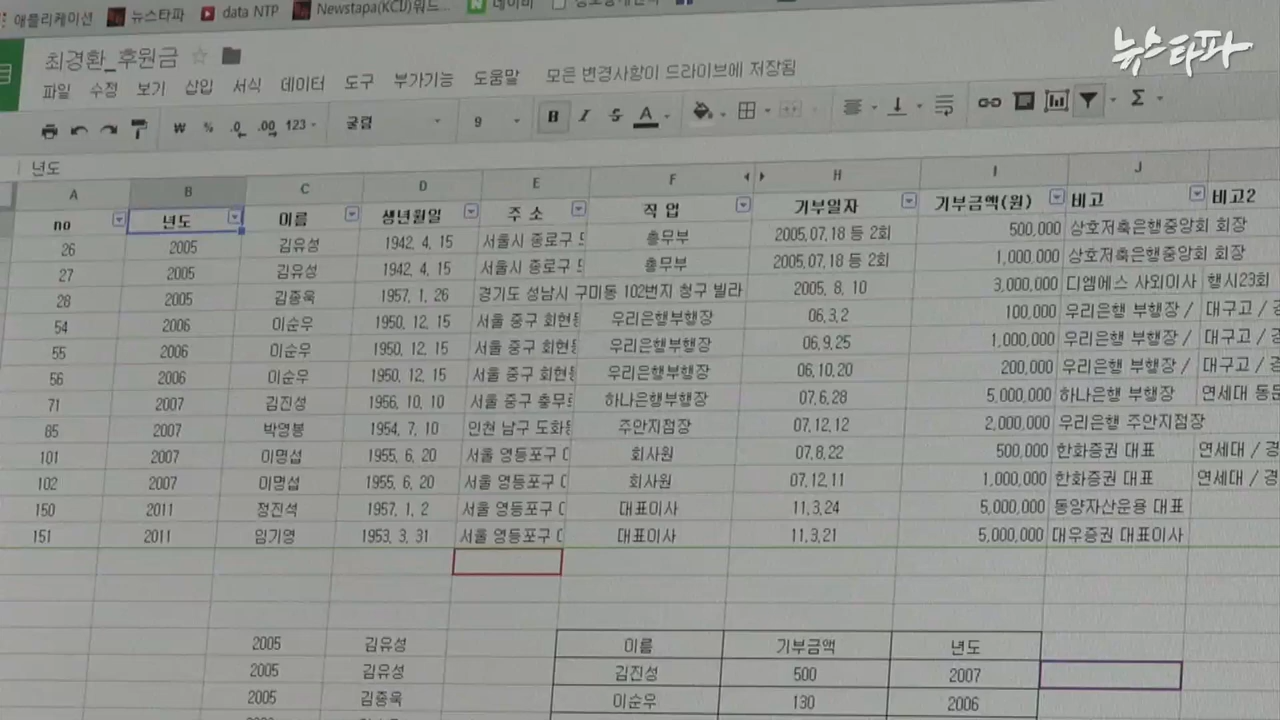 애플리케이션 뉴스타파 data NTP Newstapa(KCIJ)워드...
뉴스타파
최경환_후원금
파일 수정 보기 삽입 서식 데이터 도구 부가기능 도움말 모든 변경사항이 드라이브에 저장됨
₩ % .0 .00 123 굴림 9 B I S A Σ
년도
A B C D E F H I J
no 년도 이름 생년월일 주 소 직 업 기부일자 기부금액(원) 비고 비고2
26 2005 김유성 1942. 4. 15 서울시 종로구 총무부 2005.07.18 등 2회 500,000 상호저축은행중앙회 회장
27 2005 김유성 1942. 4. 15 서울시 종로구 총무부 2005.07.18 등 2회 1,000,000 상호저축은행중앙회 회장
28 2005 김종욱 1957. 1. 26 경기도 성남시 구미동 102번지 청구 빌라 2005. 8. 10 3,000,000 디엠에스 사외이사 행시23회
54 2006 이순우 1950. 12. 15 서울 중구 회현동 우리은행부행장 06.3.2 100,000 우리은행 부행장 / 대구고 /
55 2006 이순우 1950. 12. 15 서울 중구 회현동 우리은행부행장 06.9.25 1,000,000 우리은행 부행장 / 대구고 /
56 2006 이순우 1950. 12. 15 서울 중구 회현동 우리은행부행장 06.10.20 200,000 우리은행 부행장 / 대구고 /
71 2007 김진성 1956. 10. 10 서울 중구 충무로 하나은행부행장 07.6.28 5,000,000 하나은행 부행장 연세대 동문
85 2007 박영봉 1954. 7. 10 인천 남구 도화동 주안지점장 07.12.12 2,000,000 우리은행 주안지점장
101 2007 이명섭 1955. 6. 20 서울 영등포구 회사원 07.8.22 500,000 한화증권 대표 연세대 / 경
102 2007 이명섭 1955. 6. 20 서울 영등포구 회사원 07.12.11 1,000,000 한화증권 대표 연세대 / 경
150 2011 정진석 1957. 1. 2 서울 영등포구 대표이사 11.3.24 5,000,000 동양자산운용 대표
151 2011 임기영 1953. 3. 31 서울 영등포구 대표이사 11.3.21 5,000,000 대우증권 대표이사
2005 김유성 이름 기부금액 년도
2005 김유성 김진성 500 2007
2005 김종욱 이순우 130 2006